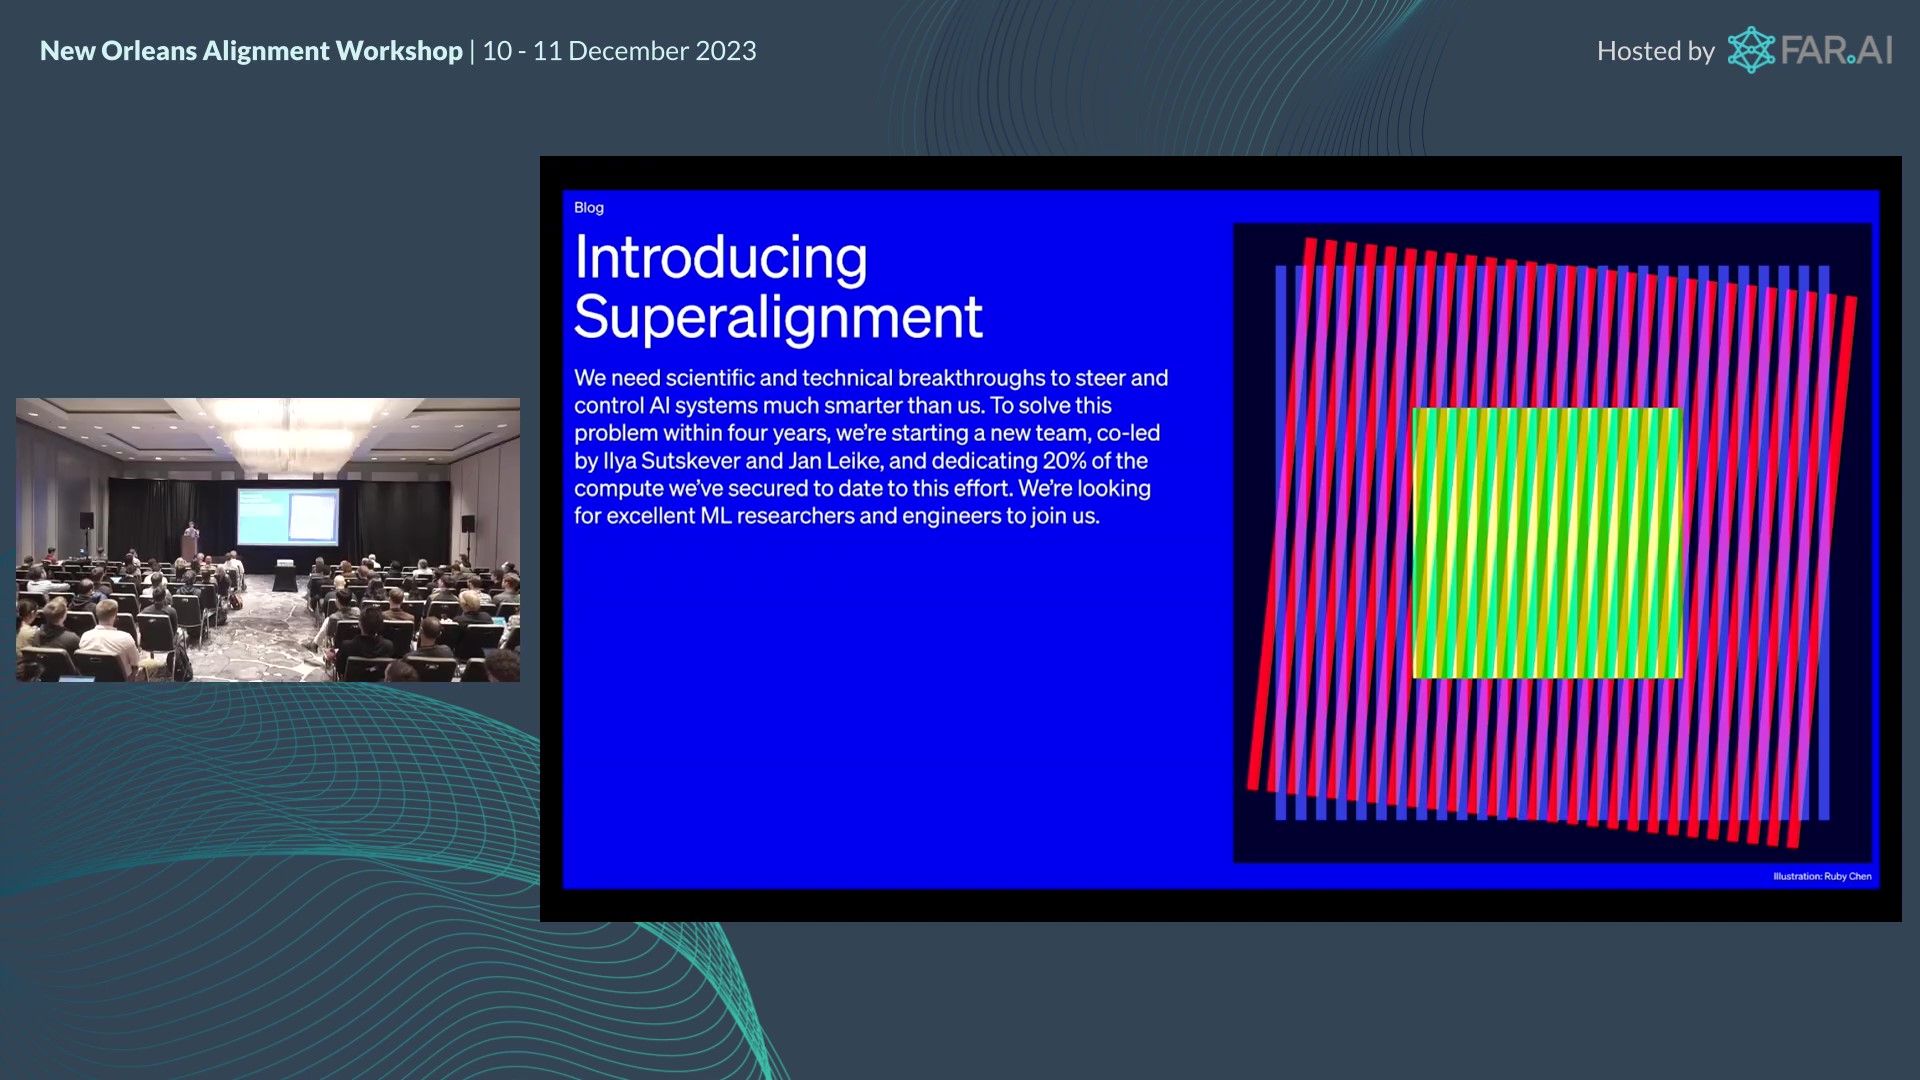 New Orleans Alignment Workshop | 10 - 11 December 2023
Hosted by FAR.AI
Blog
Introducing
Superalignment
We need scientific and technical breakthroughs to steer and
control AI systems much smarter than us. To solve this
problem within four years, we’re starting a new team, co-led
by Ilya Sutskever and Jan Leike, and dedicating 20% of the
compute we’ve secured to date to this effort. We’re looking
for excellent ML researchers and engineers to join us.
Illustration: Ruby Chen